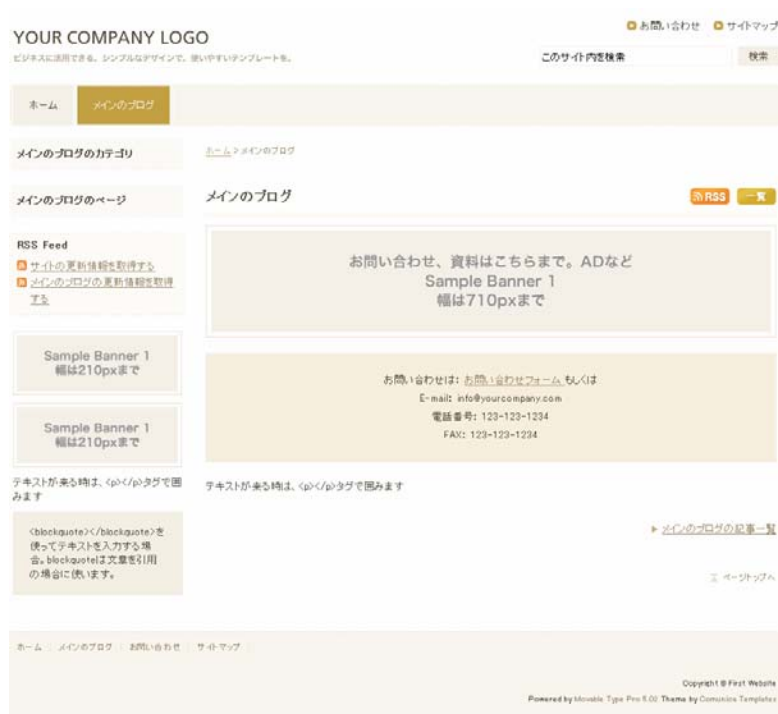 YOUR COMPANY LOGO
ビジネスに活用できる、シンプルなデザインで、使いやすいテンプレートを。
お問い合わせ
サイトマップ
このサイト内を検索
検索
ホーム
メインのブログ
メインのブログのカテゴリ
メインのブログのページ
RSS Feed
サイトの更新情報を取得する
メインのブログの更新情報を取得
する
Sample Banner 1
幅は210pxまで
Sample Banner 1
幅は210pxまで
テキストが来る時は、<p></p>タグで囲
みます
<blockquote></blockquote>を
使ってテキストを入力する場
合。blockquoteは文章を引用
の場合に使います。
ホーム > メインのブログ
メインのブログ
RSS
一覧
お問い合わせ、資料はこちらまで。ADなど
Sample Banner 1
幅は710pxまで
お問い合わせは: お問い合わせフォーム もしくは
E-mail: info@yourcompany.com
電話番号: 123-123-1234
FAX: 123-123-1234
テキストが来る時は、<p></p>タグで囲みます
メインのブログの記事一覧
ページトップへ
ホーム | メインのブログ | お問い合わせ | サイトマップ
Copyright © First Website
Powered by Movable Type Pro 5.02 Theme by Comunize Templates